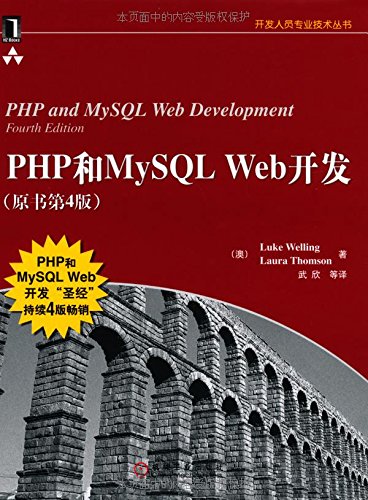 本页面中的内容受版权保护
HZ Books
开发人员专业技术丛书
PHP and MySQL Web Development
Fourth Edition
PHP和MySQL Web开发
(原书第4版)
(澳) Luke Welling 著
Laura Thomson
武 欣 等译
PHP和
MySQL Web
开发“圣经”
持续4版畅销